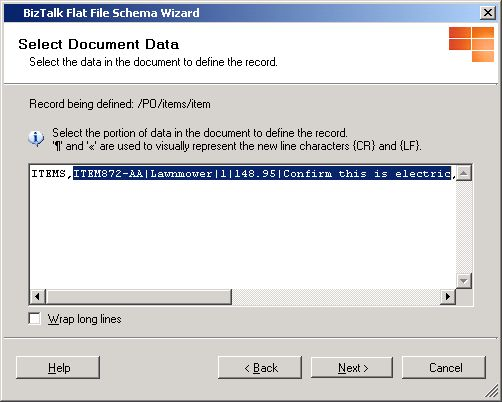 BizTalk Flat File Schema Wizard
Select Document Data
Select the data in the document to define the record.
Record being defined: /PO/items/item
Select the portion of data in the document to define the record.
'¶' and '«' are used to visually represent the new line characters {CR} and {LF}.
ITEMS,ITEM872-AA|Lawnmower|1|148.95|Confirm this is electric,
Wrap long lines
Help
< Back
Next >
Cancel